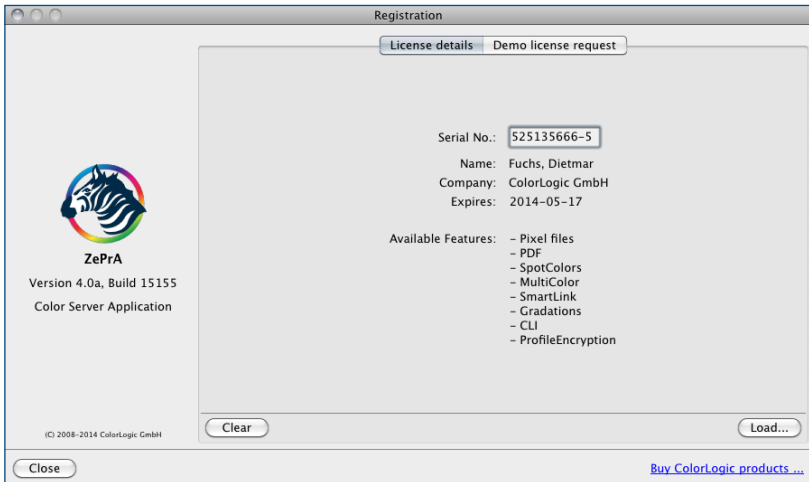 Registration
License details Demo license request
Serial No.: 525135666-5
Name: Fuchs, Dietmar
Company: ColorLogic GmbH
Expires: 2014-05-17
Available Features: - Pixel files
- PDF
- SpotColors
- MultiColor
- SmartLink
- Gradations
- CLI
- ProfileEncryption
ZePrA
Version 4.0a, Build 15155
Color Server Application
(C) 2008-2014 ColorLogic GmbH
Clear Load...
Close Buy ColorLogic products ...